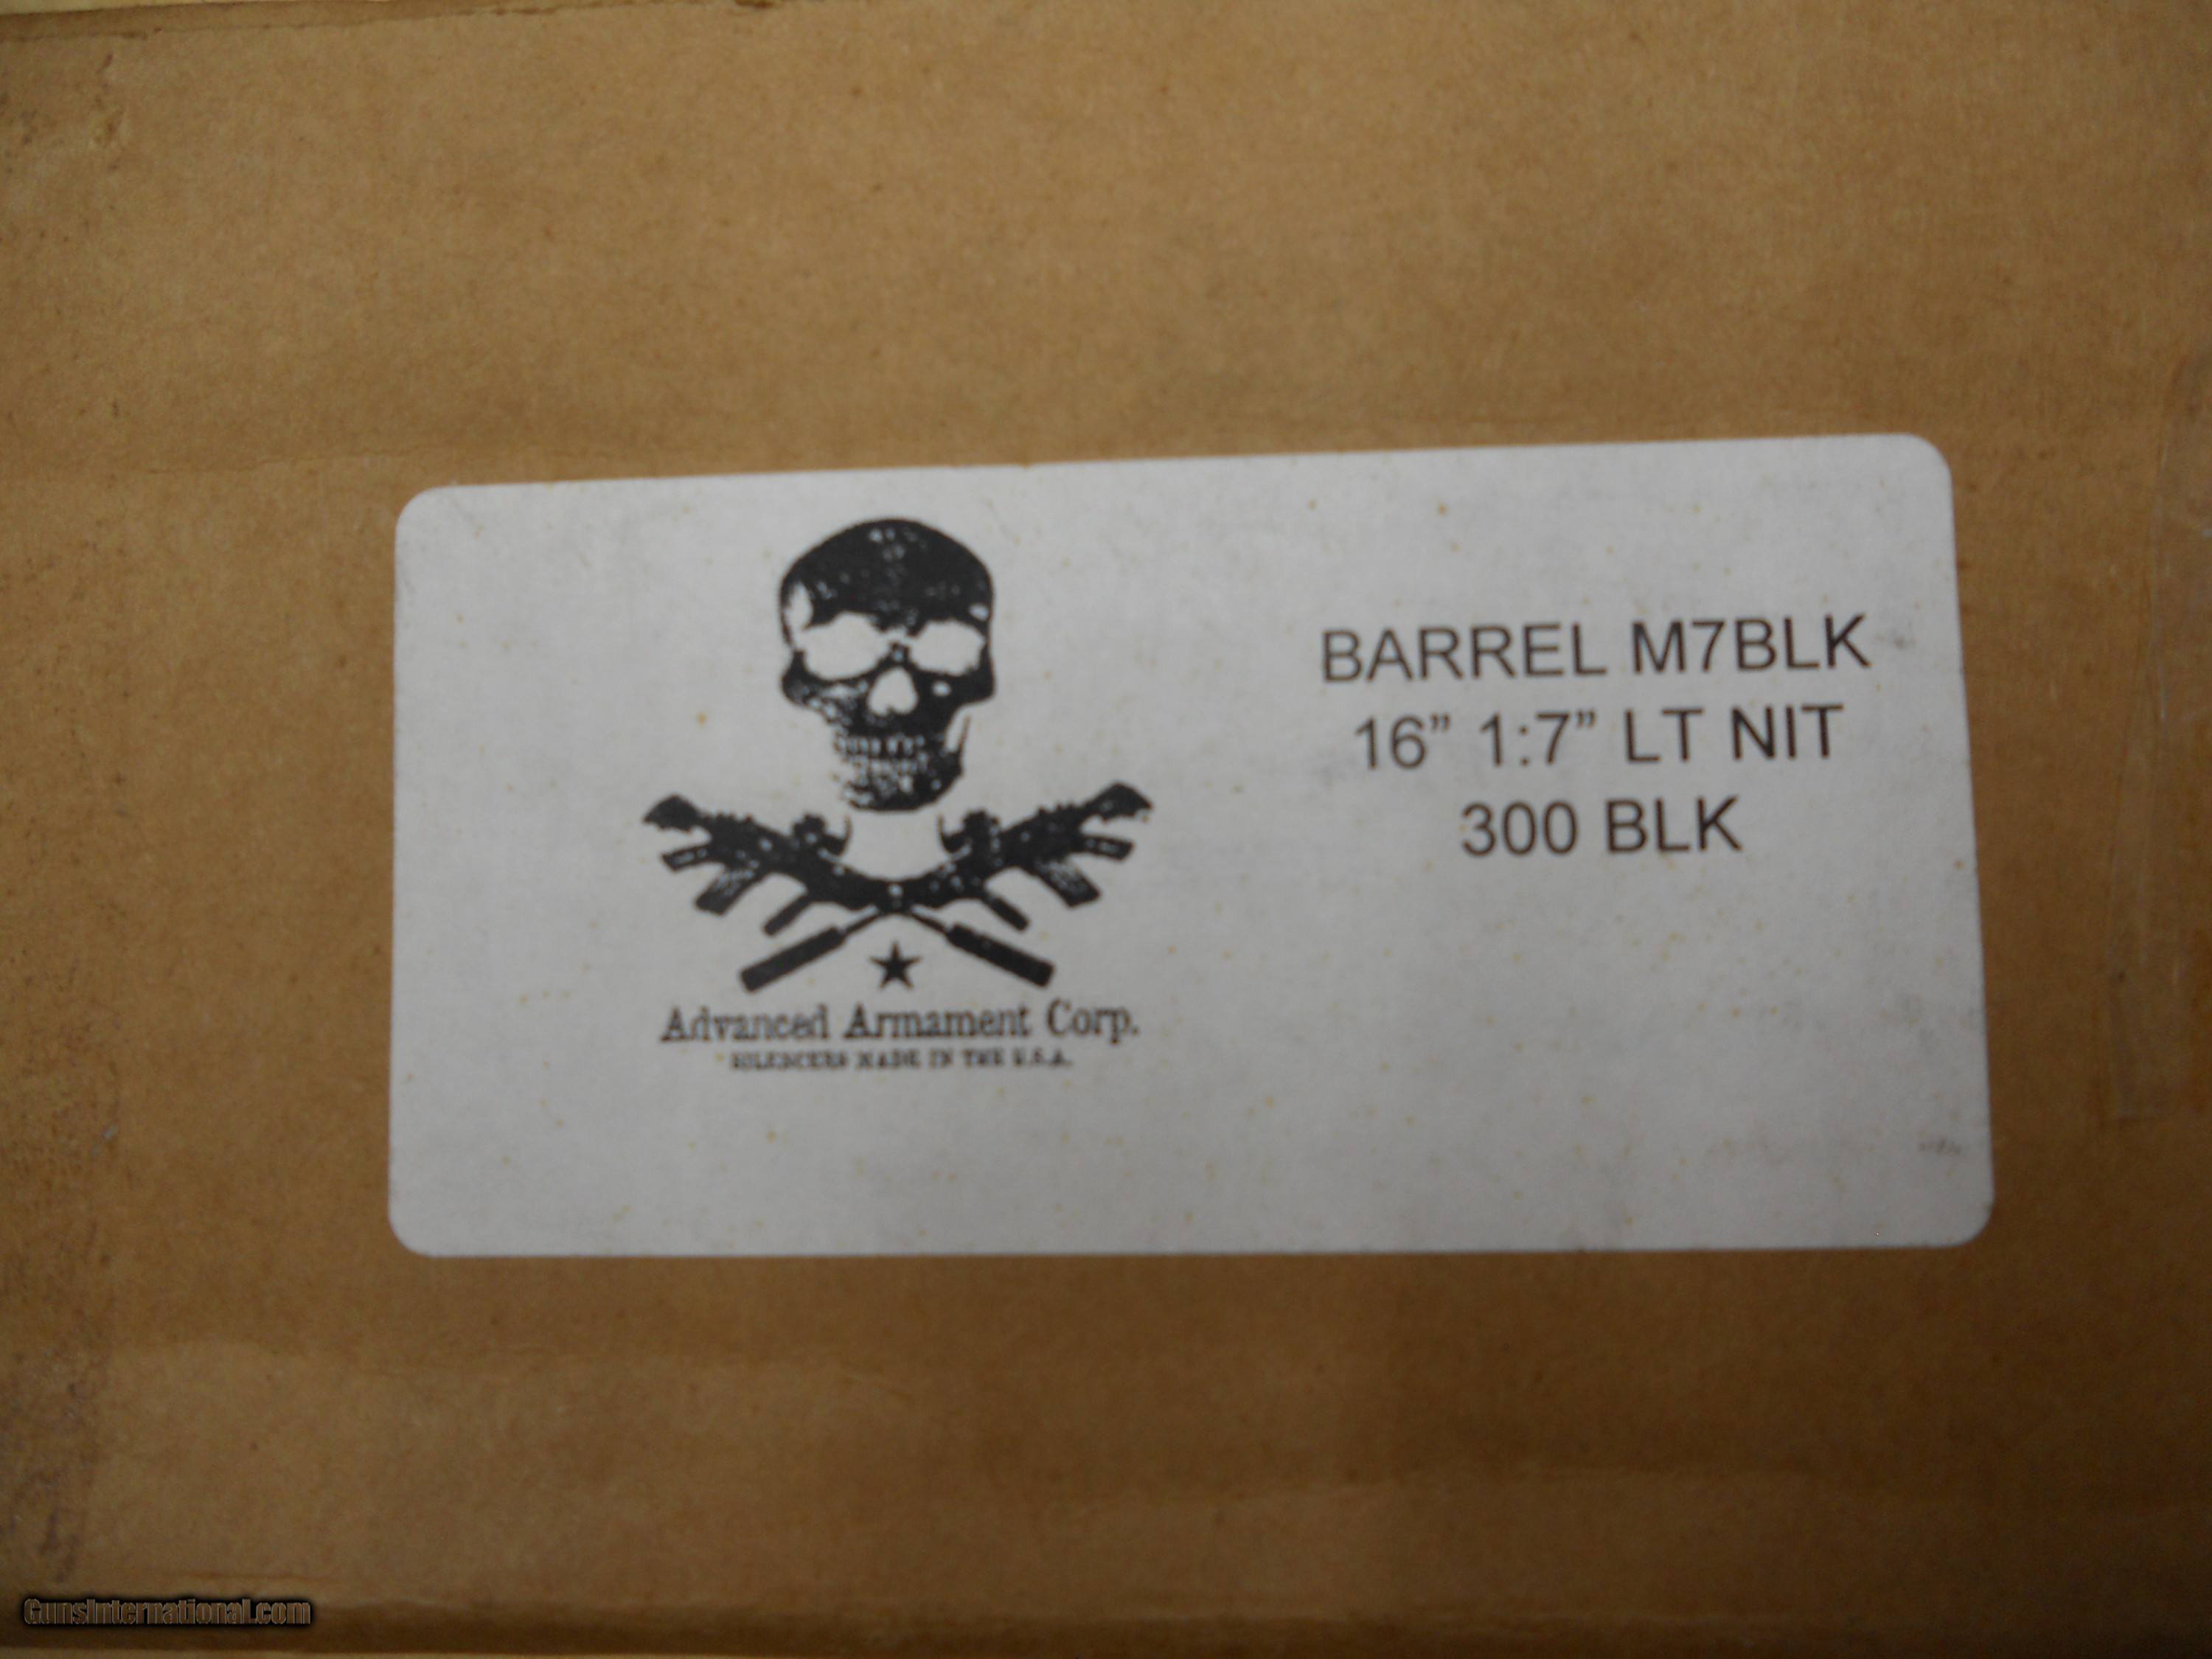 BARREL M7BLK
16” 1:7” LT NIT
300 BLK
Advanced Armament Corp.
SILENCERS MADE IN THE U.S.A.
GunsInternational.com